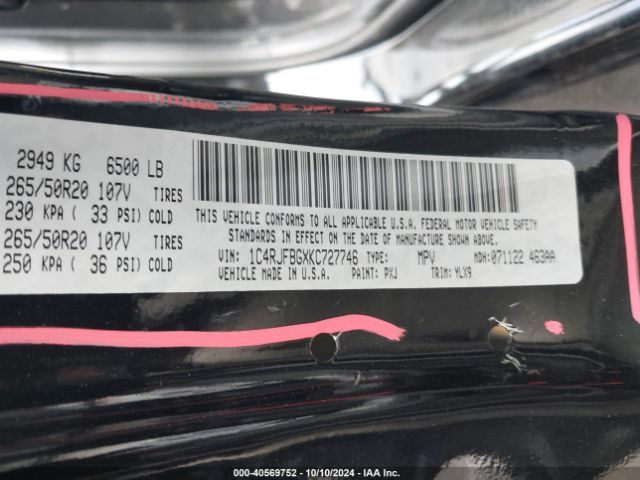 2949 KG 6500 LB
265/50R20 107V TIRES
230 KPA ( 33 PSI) COLD
265/50R20 107V TIRES
250 KPA ( 36 PSI) COLD
THIS VEHICLE CONFORMS TO ALL APPLICABLE U.S.A. FEDERAL MOTOR VEHICLE SAFETY
STANDARDS IN EFFECT ON THE DATE OF MANUFACTURE SHOWN ABOVE.
VIN: 1C4RJFBGXKC727746 TYPE: MPV MDH: 071122 463AA
VEHICLE MADE IN U.S.A. PAINT: PXJ TRIM: YLX9
000-40569752 - 10/10/2024 - IAA Inc.